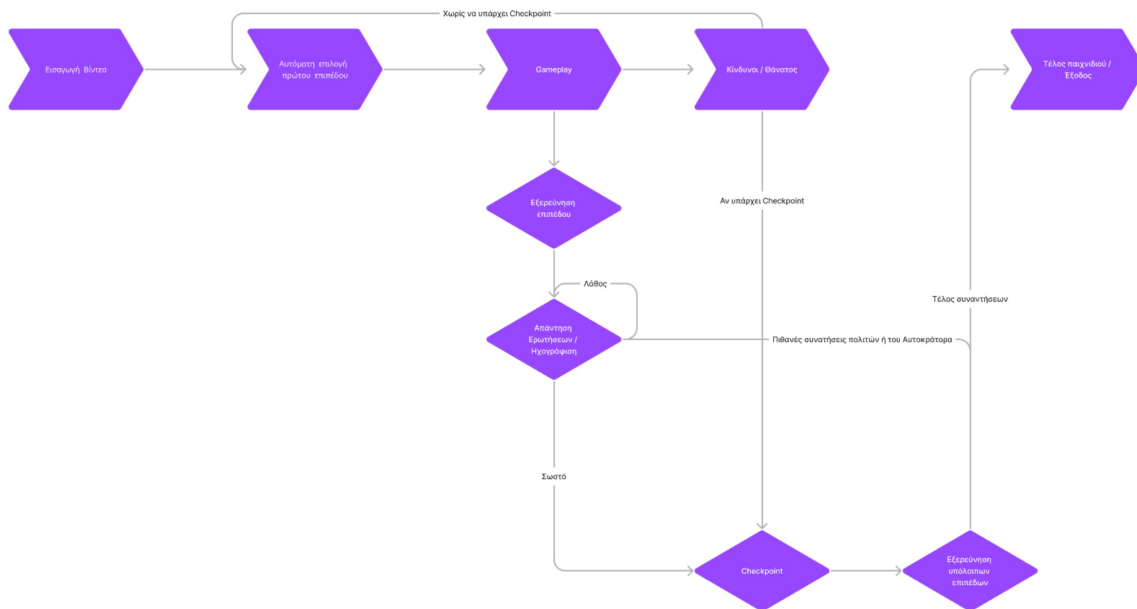 Χωρίς να υπάρχει Checkpoint
Εισαγωγή Βίντεο
Αυτόματη επιλογή
πρώτου επιπέδου
Gameplay
Κίνδυνοι / Θάνατος
Τέλος παιχνιδιού /
Έξοδος
Εξερεύνηση
επιπέδου
Αν υπάρχει Checkpoint
Λάθος
Τέλος συναντήσεων
Απάντηση
Ερωτήσεων /
Ηχογράφιση
Πιθανές συνατήσεις πολιτών ή του Αυτοκράτορα
Σωστό
Checkpoint
Εξερεύνηση
υπόλοιπων
επιπέδων